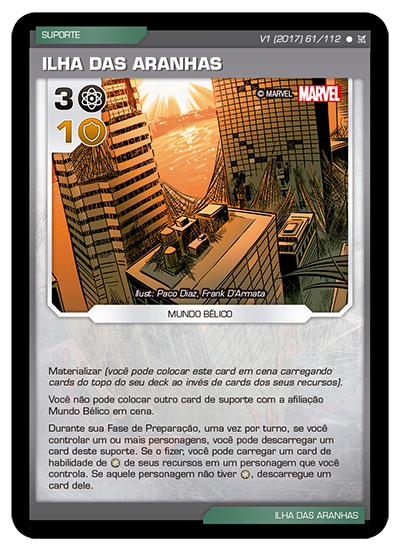 SUPORTE
V1 (2017) 61/112
ILHA DAS ARANHAS
3
© MARVEL MARVEL
10
Illust: Paco Diaz, Frank D'Armata
MUNDO BÉLICO
Materializar (você pode colocar este card em cena carregando
cards do topo do seu deck ao invés de cards dos seus recursos).
Você não pode colocar outro card de suporte com a afiliação
Mundo Bélico em cena.
Durante sua Fase de Preparação, uma vez por turno, se você
controlar um ou mais personagens, você pode descarregar um
card deste suporte. Se o fizer, você pode carregar um card de
habilidade de de seus recursos em um personagem que você
controla. Se aquele personagem não tiver , descarregue um
card dele.
ILHA DAS ARANHAS